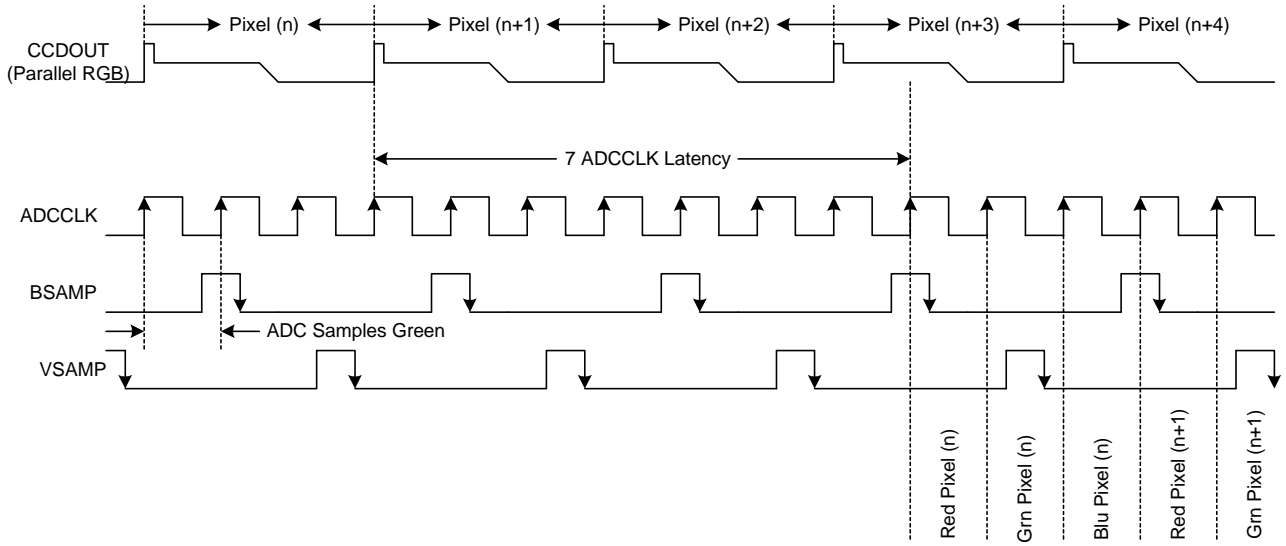 Pixel (n)
Pixel (n+1)
Pixel (n+2)
Pixel (n+3)
Pixel (n+4)
CCDOUT
(Parallel RGB)
7 ADCCLK Latency
ADCCLK
BSAMP
ADC Samples Green
VSAMP
Red Pixel (n)
Grn Pixel (n)
Blu Pixel (n)
Red Pixel (n+1)
Grn Pixel (n+1)